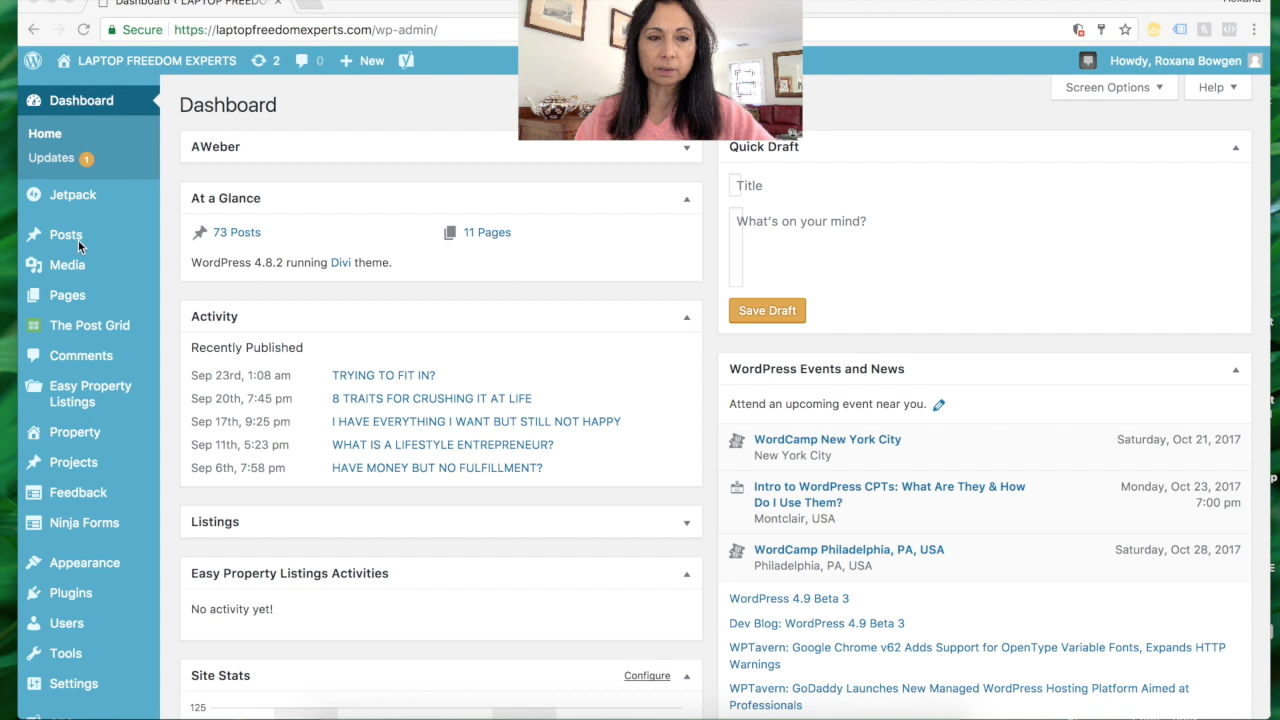 Dashboard ‹ LAPTOP FREEDOM EX
Roxana
Secure
https://laptopfreedomexperts.com/wp-admin/
LAPTOP FREEDOM EXPERTS 2 0 New
Howdy, Roxana Bowgen
Screen Options
Help
Dashboard
Home
Updates 1
Jetpack
Posts
Media
Pages
The Post Grid
Comments
Easy Property
Listings
Property
Projects
Feedback
Ninja Forms
Appearance
Plugins
Users
Tools
Settings
Dashboard
AWeber
At a Glance
73 Posts
11 Pages
WordPress 4.8.2 running Divi theme.
Activity
Recently Published
Sep 23rd, 1:08 am TRYING TO FIT IN?
Sep 20th, 7:45 pm 8 TRAITS FOR CRUSHING IT AT LIFE
Sep 17th, 9:25 pm I HAVE EVERYTHING I WANT BUT STILL NOT HAPPY
Sep 11th, 5:23 pm WHAT IS A LIFESTYLE ENTREPRENEUR?
Sep 6th, 7:58 pm HAVE MONEY BUT NO FULFILLMENT?
Listings
Easy Property Listings Activities
No activity yet!
Site Stats
Configure
125
Quick Draft
Title
What's on your mind?
Save Draft
WordPress Events and News
Attend an upcoming event near you.
WordCamp New York City
New York City
Saturday, Oct 21, 2017
Intro to WordPress CPTs: What Are They & How
Do I Use Them?
Montclair, USA
Monday, Oct 23, 2017
7:00 pm
WordCamp Philadelphia, PA, USA
Philadelphia, PA, USA
Saturday, Oct 28, 2017
WordPress 4.9 Beta 3
Dev Blog: WordPress 4.9 Beta 3
WPTavern: Google Chrome v62 Adds Support for OpenType Variable Fonts, Expands HTTP
Warnings
WPTavern: GoDaddy Launches New Managed WordPress Hosting Platform Aimed at
Professionals